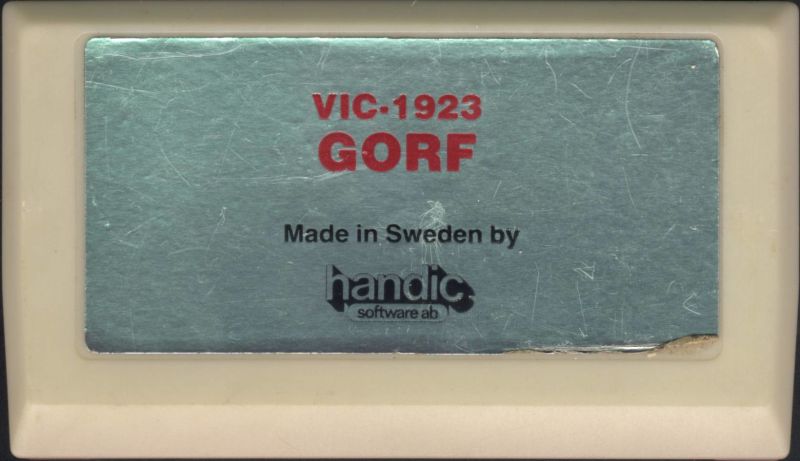 VIC-1923
GORF
Made in Sweden by
handic
software ab